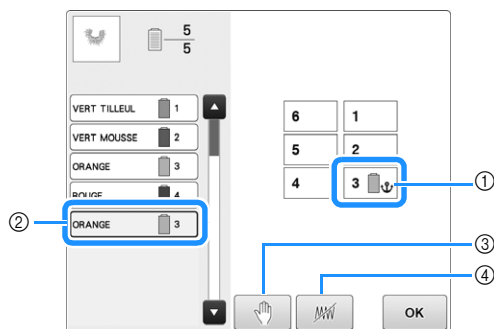 5
5
VERT TILLEUL 1
VERT MOUSSE 2
ORANGE 3
ROUGE 4
ORANGE 3
6 1
5 2
4 3
① 
②
③
④
OK